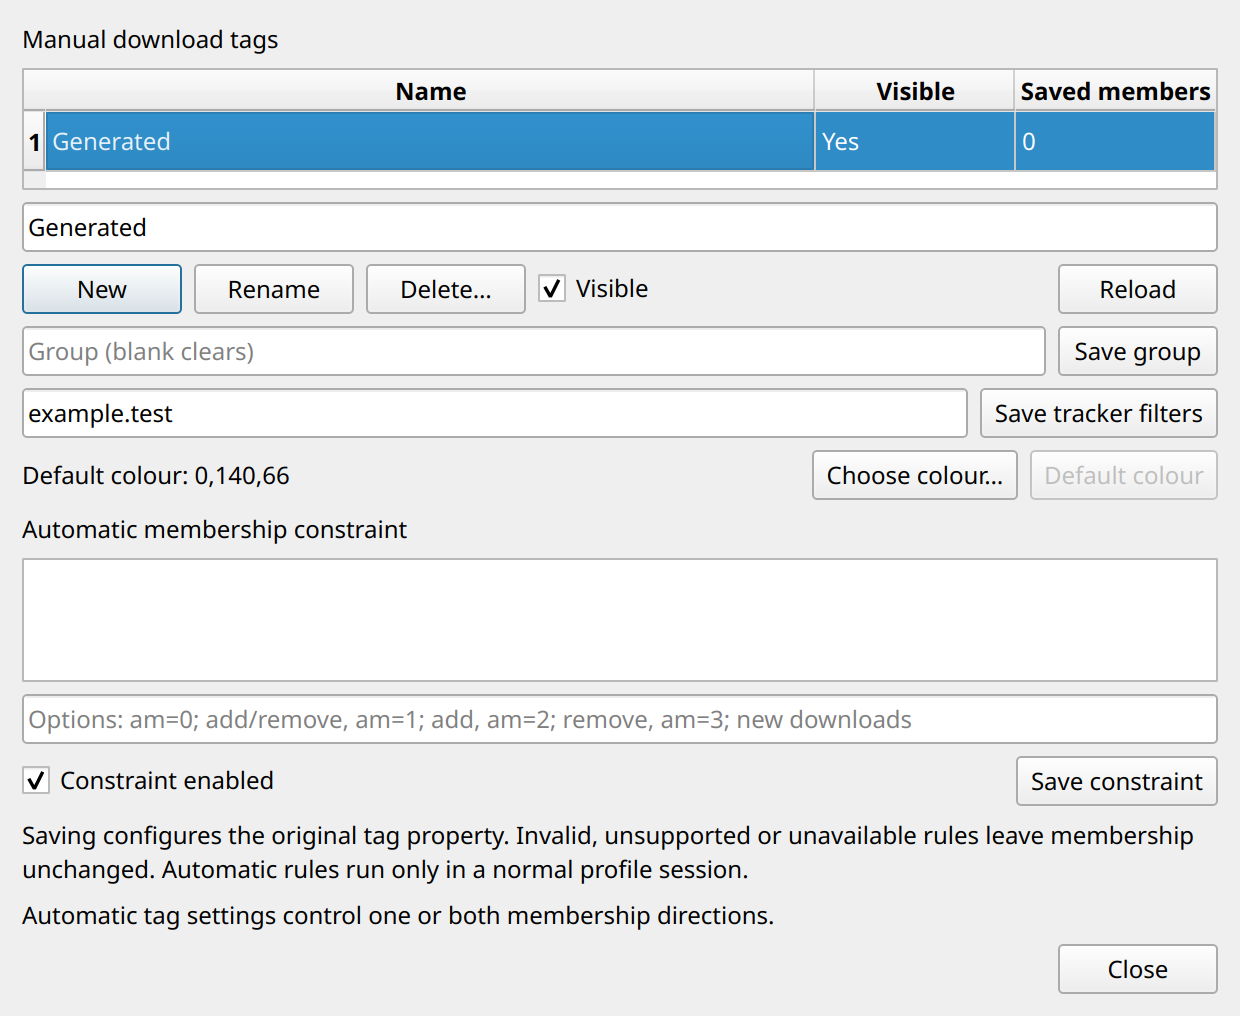 Manual download tags
Name Visible Saved members
1 Generated Yes 0
Generated
New Rename Delete... Visible Reload
Group (blank clears) Save group
example.test Save tracker filters
Default colour: 0,140,66 Choose colour... Default colour
Automatic membership constraint
Options: am=0; add/remove, am=1; add, am=2; remove, am=3; new downloads
Constraint enabled Save constraint
Saving configures the original tag property. Invalid, unsupported or unavailable rules leave membership
unchanged. Automatic rules run only in a normal profile session.
Automatic tag settings control one or both membership directions.
Close